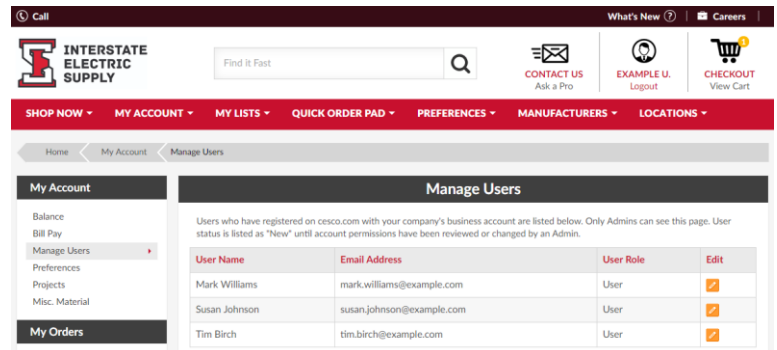 Call
What's New ?
Careers
INTERSTATE
ELECTRIC
SUPPLY
Find it Fast
CONTACT US
Ask a Pro
EXAMPLE U.
Logout
1
CHECKOUT
View Cart
SHOP NOW MY ACCOUNT MY LISTS QUICK ORDER PAD PREFERENCES MANUFACTURERS LOCATIONS
Home My Account Manage Users
My Account
Balance
Bill Pay
Manage Users
Preferences
Projects
Misc. Material
My Orders
Manage Users
Users who have registered on cesco.com with your company's business account are listed below. Only Admins can see this page. User
status is listed as "New" until account permissions have been reviewed or changed by an Admin.
User Name Email Address User Role Edit
Mark Williams mark.williams@example.com User
Susan Johnson susan.johnson@example.com User
Tim Birch tim.birch@example.com User